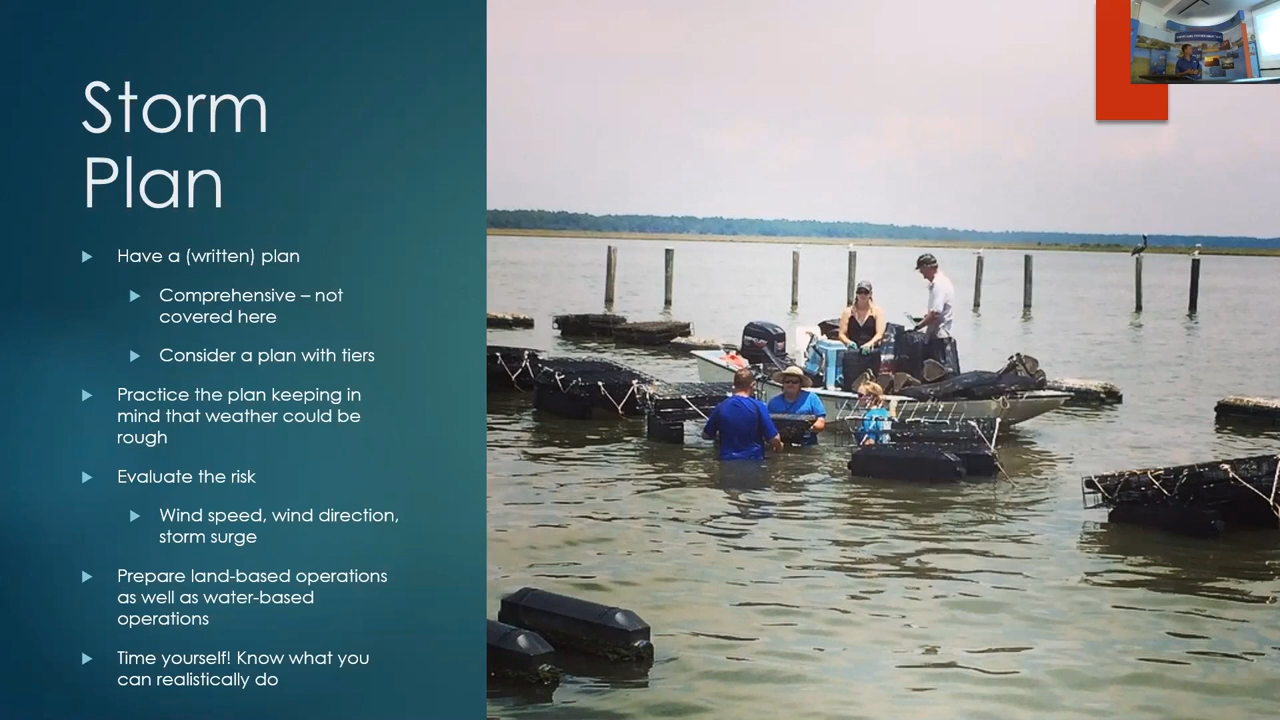 Storm
Plan
Have a (written) plan
Comprehensive – not
covered here
Consider a plan with tiers
Practice the plan keeping in
mind that weather could be
rough
Evaluate the risk
Wind speed, wind direction,
storm surge
Prepare land-based operations
as well as water-based
operations
Time yourself! Know what you
can realistically do